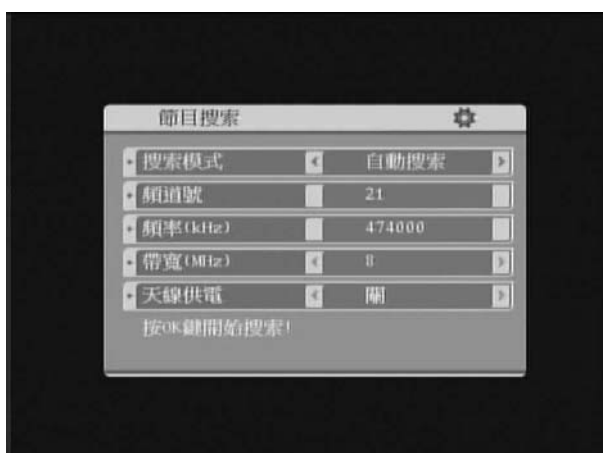 節目搜索
搜索模式 自動搜索
頻道號 21
頻率(kHz) 474000
帶寬(MHz) 8
天線供電 關
按OK鍵開始搜索!